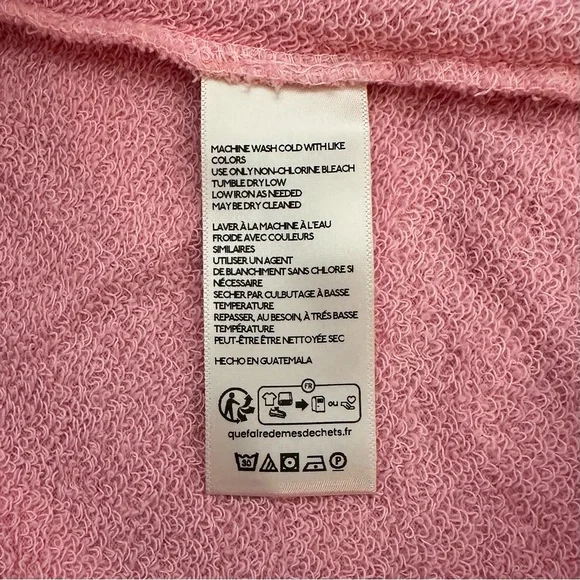 MACHINE WASH COLD WITH LIKE
COLORS
USE ONLY NON-CHLORINE BLEACH
TUMBLE DRY LOW
LOW IRON AS NEEDED
MAY BE DRY CLEANED
LAVER À LA MACHINE À L'EAU
FROIDE AVEC COULEURS
SIMILAIRES
UTILISER UN AGENT
DE BLANCHIMENT SANS CHLORE SI
NÉCESSAIRE
SECHER PAR CULBUTAGE À BASSE
TEMPERATURE
REPASSER, AU BESOIN, À TRÉS BASSE
TEMPÉRATURE
PEUT-ÊTRE ÊTRE NETTOYÉE SEC
HECHO EN GUATEMALA
FR
OU
quefairedemesdechets.fr
30 P